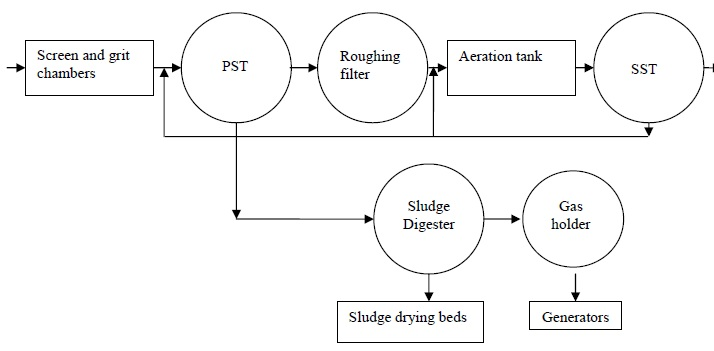 Screen and grit
chambers
PST
Roughing
filter
Aeration tank
SST
Sludge
Digester
Gas
holder
Sludge drying beds
Generators